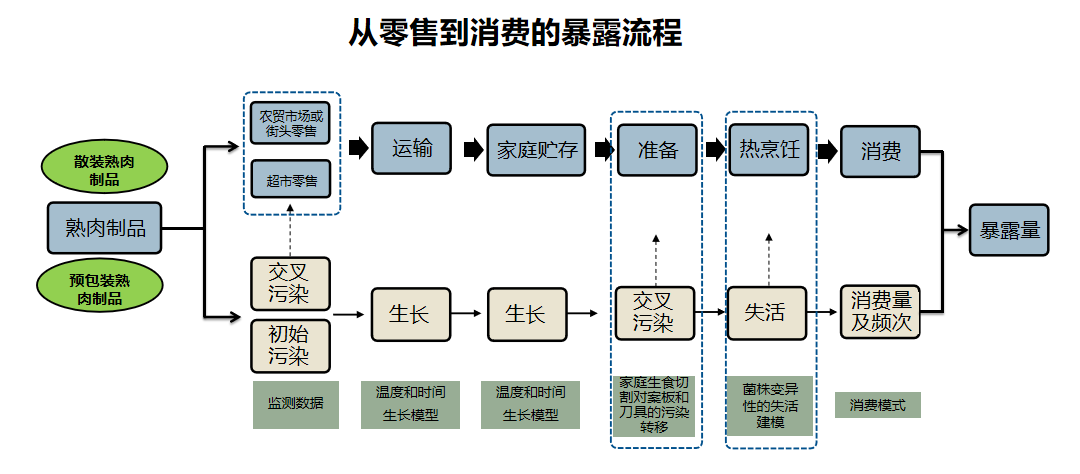 从零售到消费的暴露流程
散装熟肉
制品
熟肉制品
预包装熟
肉制品
农贸市场或
街头零售
超市零售
运输
家庭贮存
准备
热烹饪
消费
暴露量
交叉
污染
初始
污染
生长
生长
交叉
污染
失活
消费量
及频次
监测数据
温度和时间
生长模型
温度和时间
生长模型
家庭生食切
割对案板和
刀具的污染
转移
菌株变异
性的失活
建模
消费模式